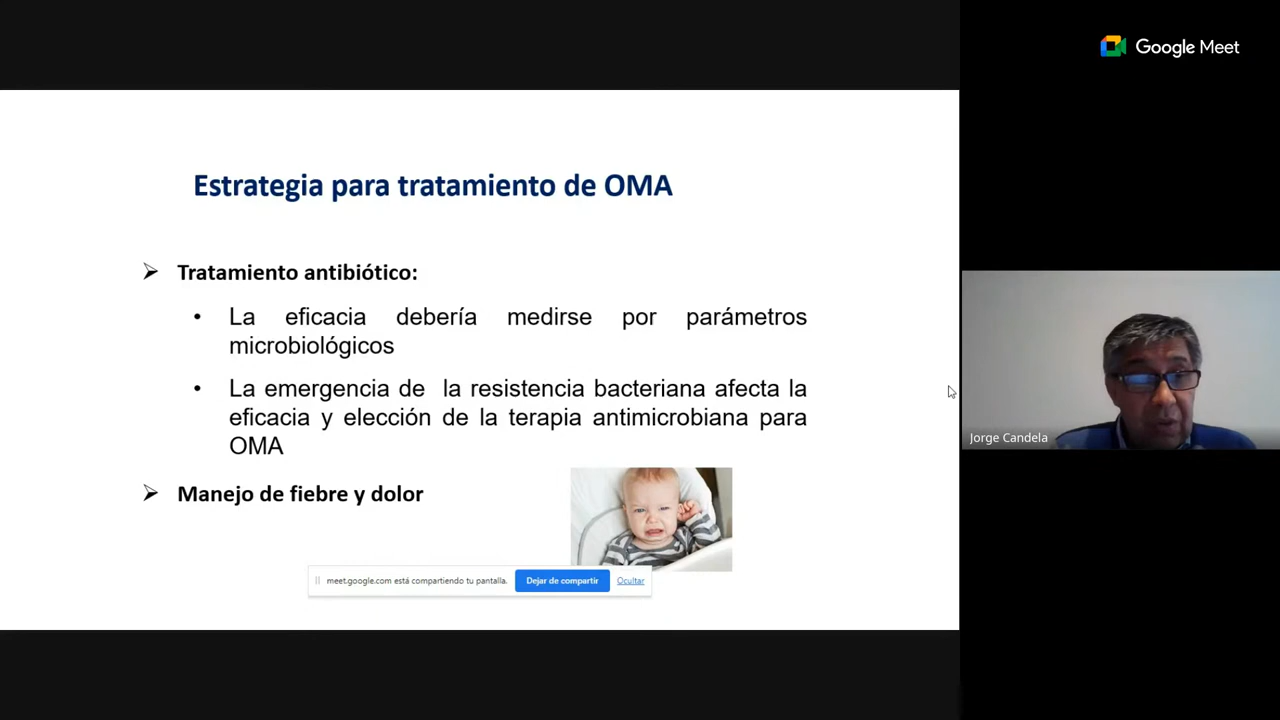 Google Meet
Estrategia para tratamiento de OMA
➢ Tratamiento antibiótico:
• La eficacia debería medirse por parámetros
microbiológicos
• La emergencia de la resistencia bacteriana afecta la
eficacia y elección de la terapia antimicrobiana para
OMA
➢ Manejo de fiebre y dolor
meet.google.com está compartiendo tu pantalla. Dejar de compartir Ocultar
Jorge Candela